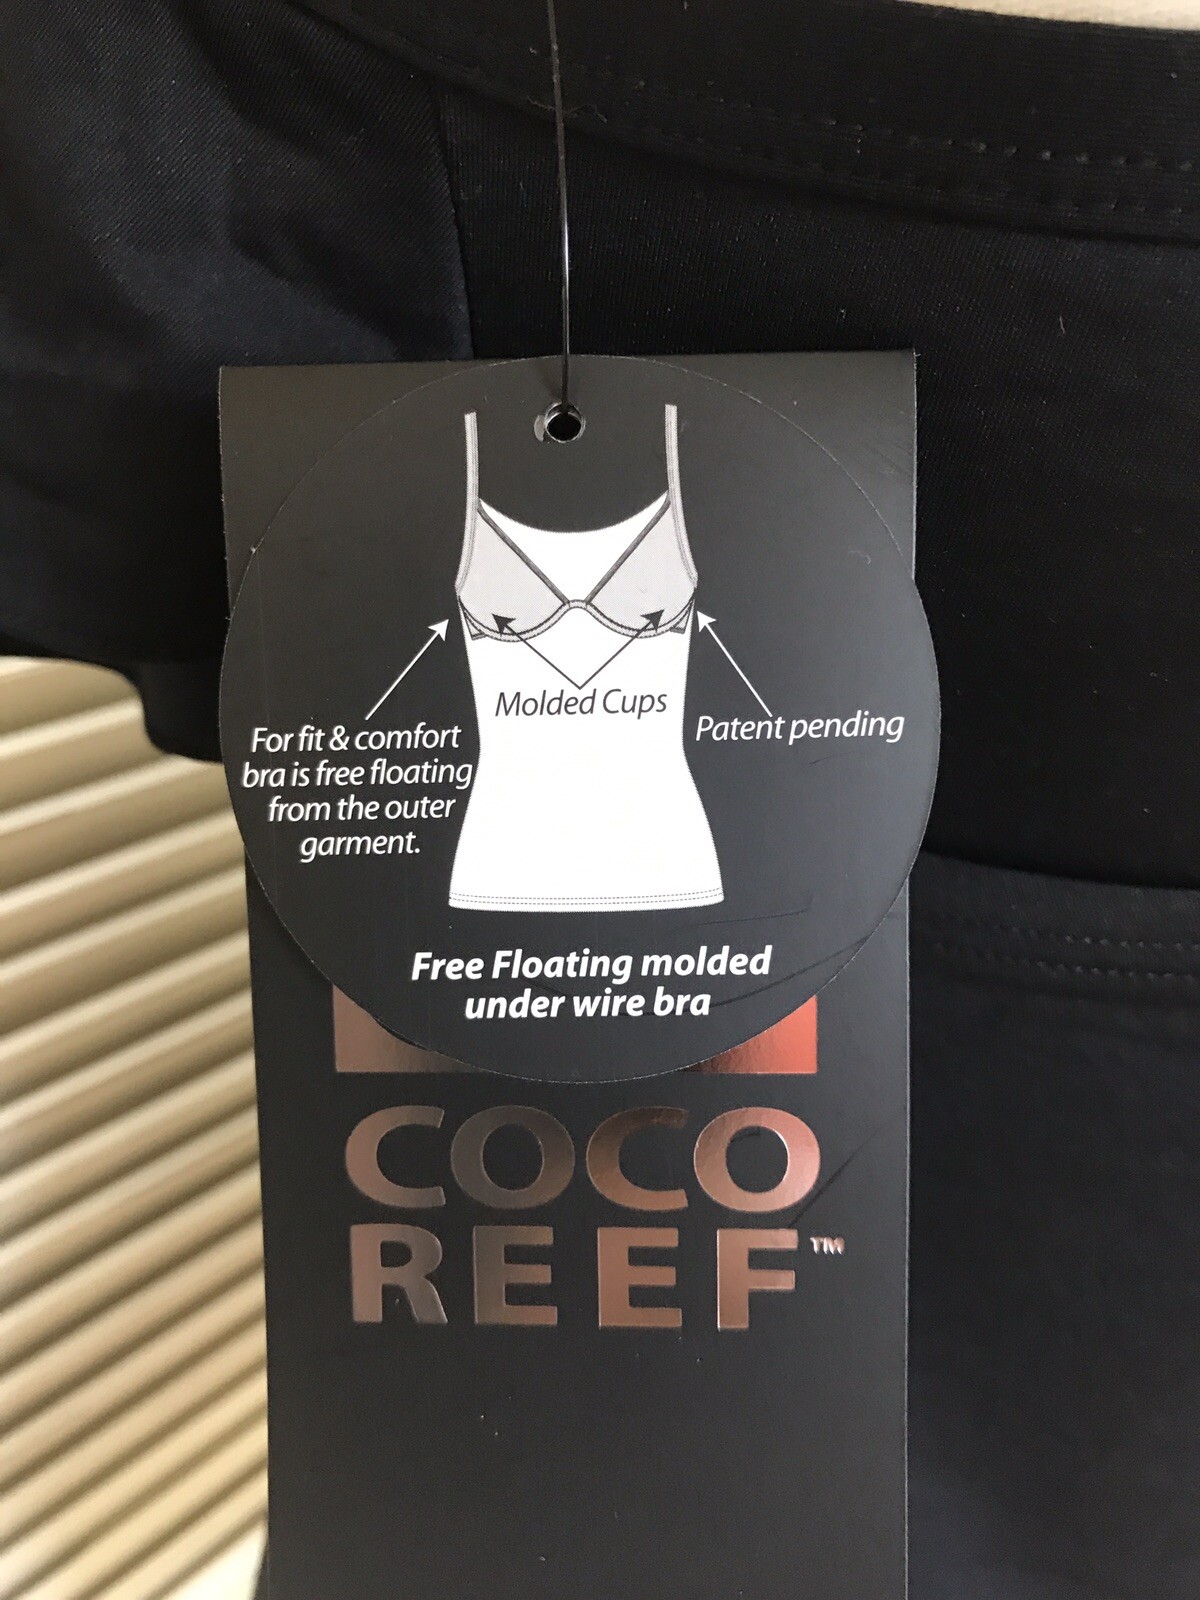 Molded Cups
For fit & comfort
bra is free floating
from the outer
garment.
Patent pending
Free Floating molded
under wire bra
COCO
REEF™